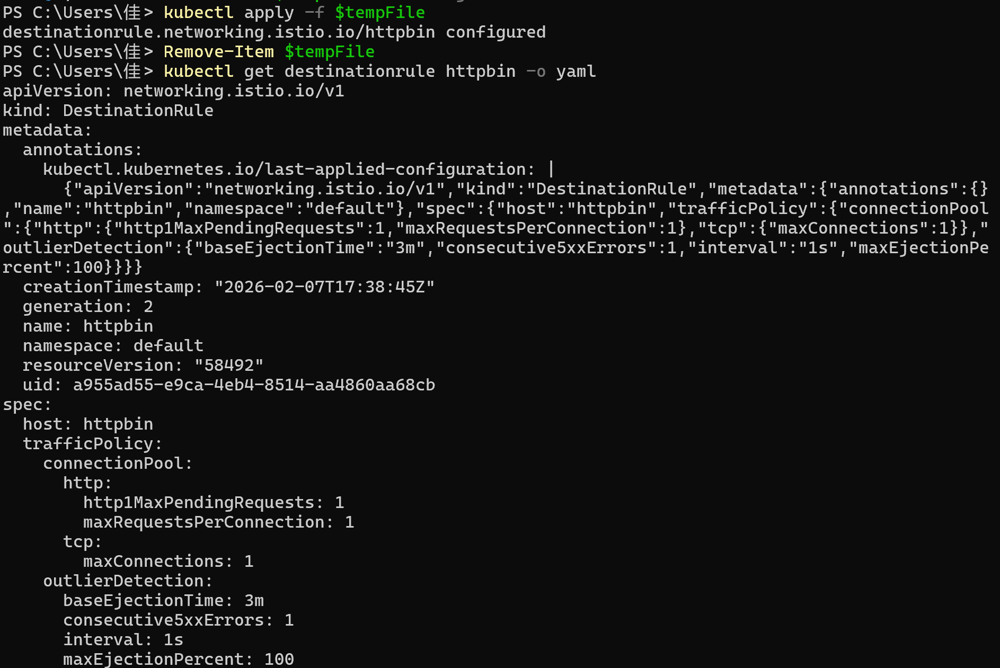 PS C:\Users\佳> kubectl apply -f $tempFile
destinationrule.networking.istio.io/httpbin configured
PS C:\Users\佳> Remove-Item $tempFile
PS C:\Users\佳> kubectl get destinationrule httpbin -o yaml
apiVersion: networking.istio.io/v1
kind: DestinationRule
metadata:
  annotations:
    kubectl.kubernetes.io/last-applied-configuration: |
      {"apiVersion":"networking.istio.io/v1","kind":"DestinationRule","metadata":{"annotations":{}
,"name":"httpbin","namespace":"default"},"spec":{"host":"httpbin","trafficPolicy":{"connectionPool
":{"http":{"http1MaxPendingRequests":1,"maxRequestsPerConnection":1},"tcp":{"maxConnections":1}},"
outlierDetection":{"baseEjectionTime":"3m","consecutive5xxErrors":1,"interval":"1s","maxEjectionPe
rcent":100}}}}
  creationTimestamp: "2026-02-07T17:38:45Z"
  generation: 2
  name: httpbin
  namespace: default
  resourceVersion: "58492"
  uid: a955ad55-e9ca-4eb4-8514-aa4860aa68cb
spec:
  host: httpbin
  trafficPolicy:
    connectionPool:
      http:
        http1MaxPendingRequests: 1
        maxRequestsPerConnection: 1
      tcp:
        maxConnections: 1
    outlierDetection:
      baseEjectionTime: 3m
      consecutive5xxErrors: 1
      interval: 1s
      maxEjectionPercent: 100